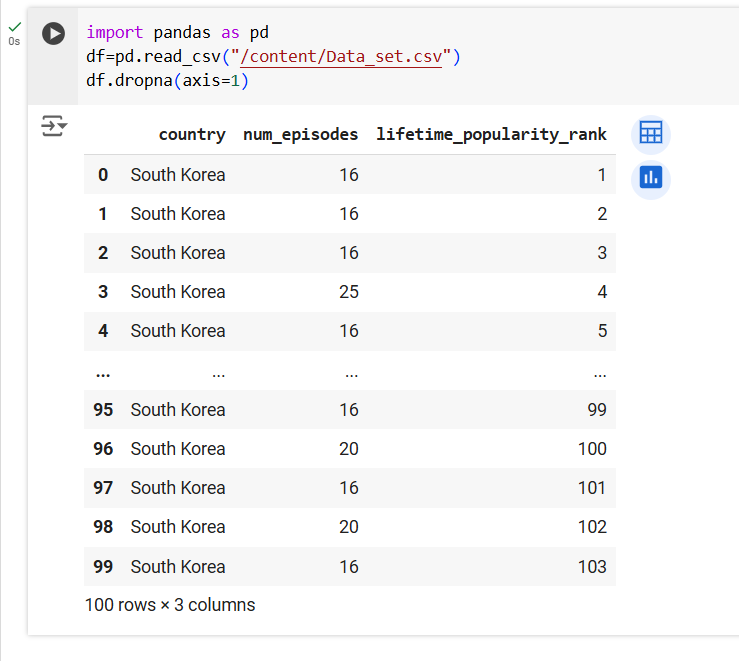 import pandas as pd
0s
df=pd.read_csv("/content/Data_set.csv")
df.dropna(axis=1)
country num_episodes lifetime_popularity_rank
0 South Korea 16 1
1 South Korea 16 2
2 South Korea 16 3
3 South Korea 25 4
4 South Korea 16 5
... ... ... ...
95 South Korea 16 99
96 South Korea 20 100
97 South Korea 16 101
98 South Korea 20 102
99 South Korea 16 103
100 rows × 3 columns